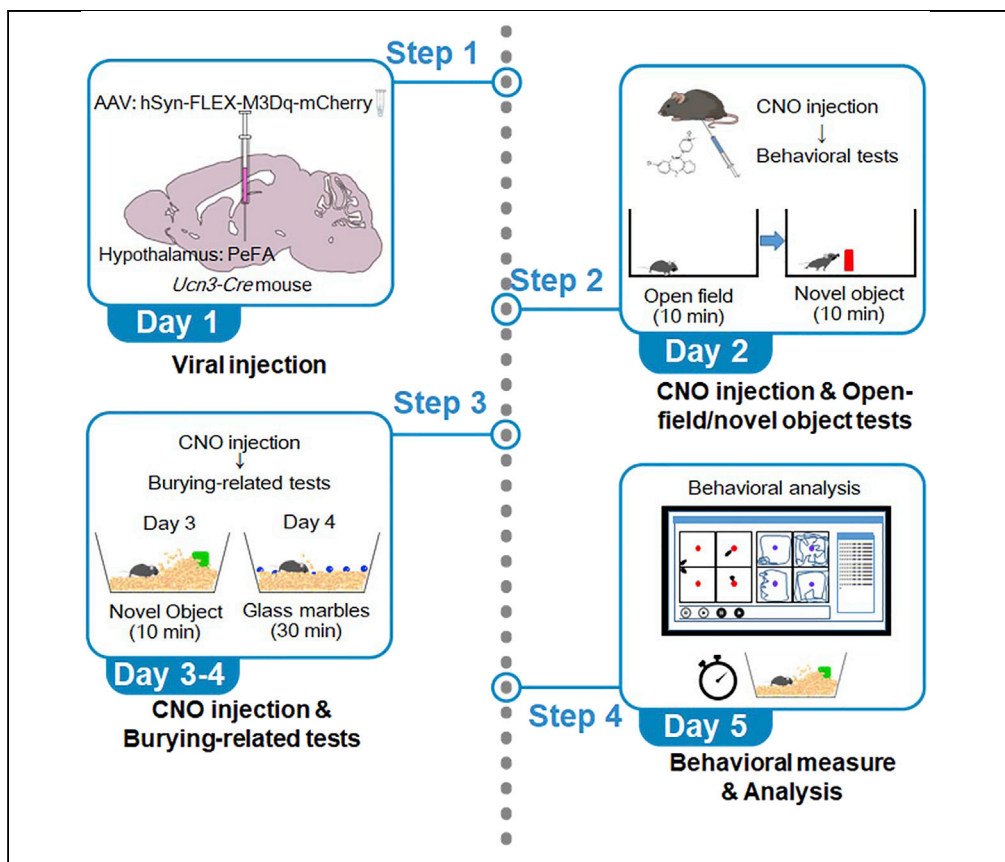 Step 1
AAV: hSyn-FLEX-M3Dq-mCherry
Hypothalamus: PeFA
Ucn3-Cre mouse
Day 1
Viral injection
Step 2
CNO injection
↓
Behavioral tests
Open field
(10 min)
Novel object
(10 min)
Day 2
CNO injection & Open-
field/novel object tests
Step 3
CNO injection
↓
Burying-related tests
Day 3
Day 4
Novel Object
(10 min)
Glass marbles
(30 min)
Day 3-4
CNO injection &
Burying-related tests
Step 4
Behavioral analysis
Day 5
Behavioral measure
& Analysis